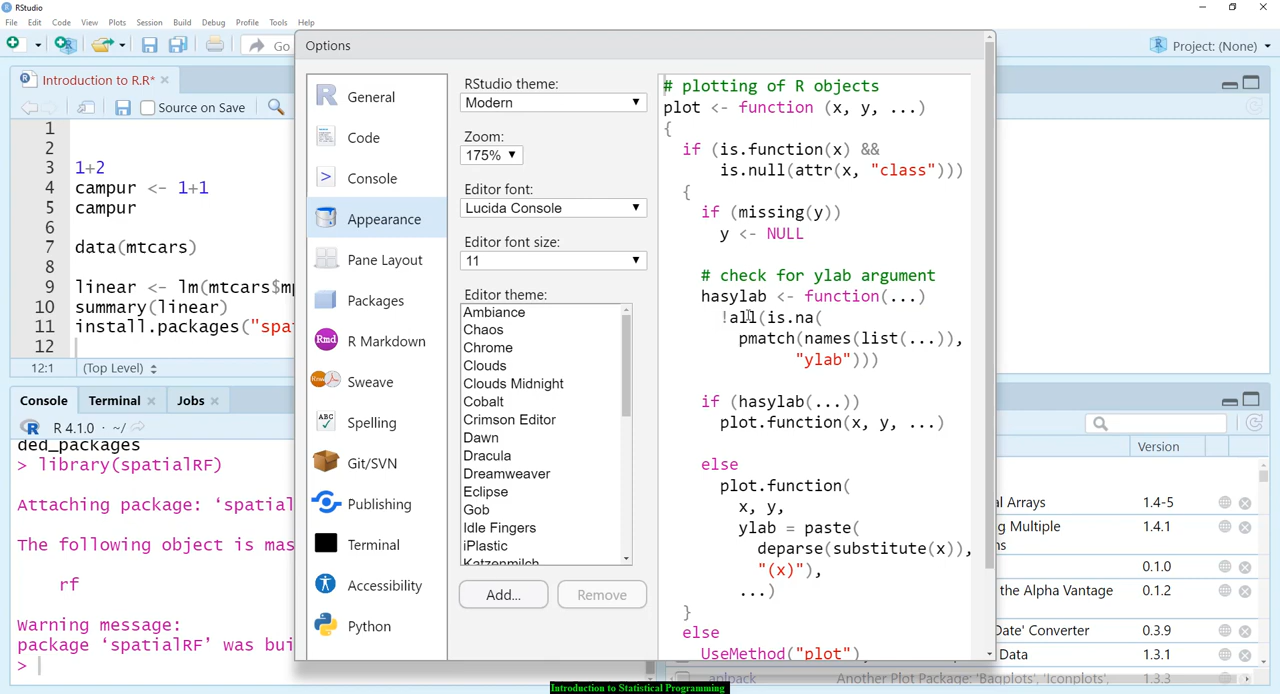 RStudio
File Edit Code View Plots Session Build Debug Profile Tools Help
Go
Project: (None)
Introduction to R.R*
Source on Save
1
2
3 1+2
4 campur <- 1+1
5 campur
6
7 data(mtcars)
8
9 linear <- lm(mtcars$mp
10 summary(linear)
11 install.packages("spa
12
12:1 (Top Level)
Console Terminal Jobs
R 4.1.0 · ~/
ded_packages
> library(spatialRF)
Attaching package: ‘spatial
The following object is mas
rf
Warning message:
package ‘spatialRF’ was bui
>
Options
General
Code
Console
Appearance
Pane Layout
Packages
Rmd R Markdown
Sweave
ABC Spelling
Git/SVN
Publishing
Terminal
Accessibility
Python
RStudio theme:
Modern
Zoom:
175%
Editor font:
Lucida Console
Editor font size:
11
Editor theme:
Ambiance
Chaos
Chrome
Clouds
Clouds Midnight
Cobalt
Crimson Editor
Dawn
Dracula
Dreamweaver
Eclipse
Gob
Idle Fingers
iPlastic
Katzenmilch
Add... Remove
# plotting of R objects
plot <- function (x, y, ...)
{
if (is.function(x) &&
is.null(attr(x, "class")))
{
if (missing(y))
y <- NULL
# check for ylab argument
hasylab <- function(...)
!all(is.na(
pmatch(names(list(...)),
"ylab")))
if (hasylab(...))
plot.function(x, y, ...)
else
plot.function(
x, y,
ylab = paste(
deparse(substitute(x)),
"(x)"),
...)
}
else
UseMethod("plot")
Version
al Arrays 1.4-5
ng Multiple 1.4.1
ns
0.1.0
the Alpha Vantage 0.1.2
Date' Converter 0.3.9
Data 1.3.1
aplpack Another Plot Package: 'Bagplots', 'Iconplots', 1.3.3
Introduction to Statistical Programming